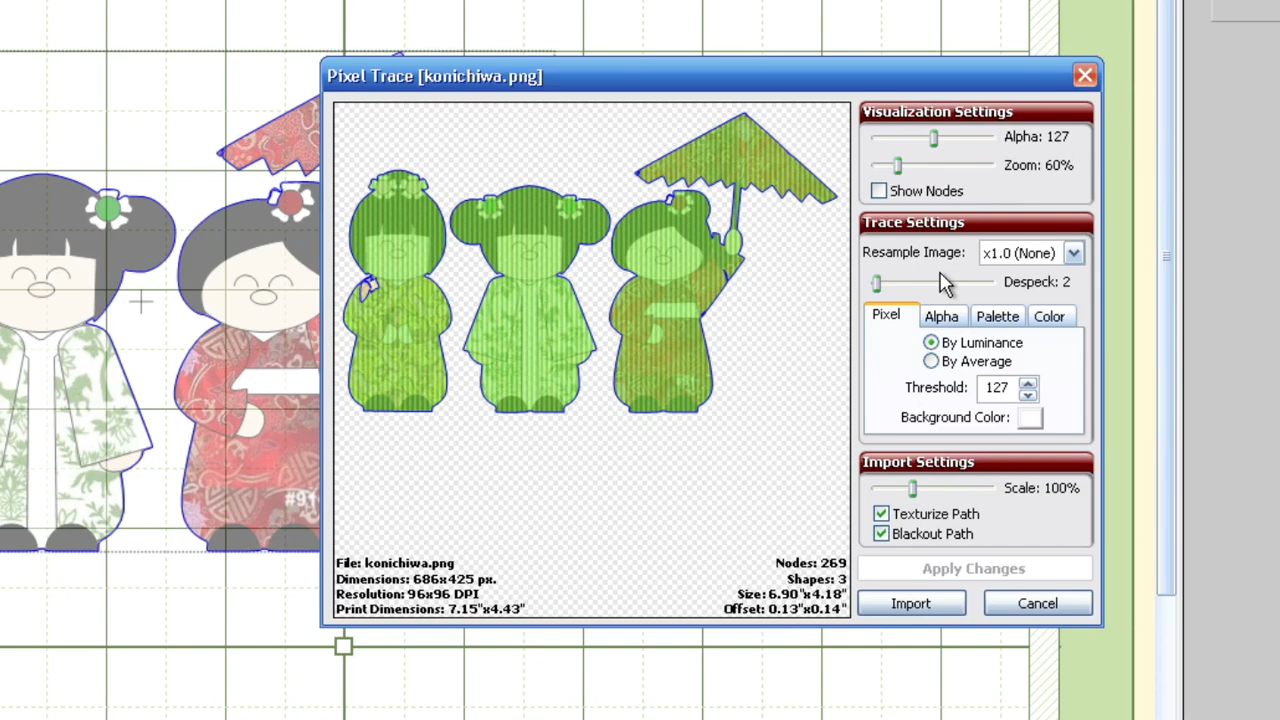 Pixel Trace [konichiwa.png]
Visualization Settings
Alpha: 127
Zoom: 60%
Show Nodes
Trace Settings
Resample Image: x1.0 (None)
Despeck: 2
Pixel Alpha Palette Color
By Luminance
By Average
Threshold: 127
Background Color:
Import Settings
Scale: 100%
Texturize Path
Blackout Path
Apply Changes
Import Cancel
File: konichiwa.png
Dimensions: 686x425 px.
Resolution: 96x96 DPI
Print Dimensions: 7.15"x4.43"
Nodes: 269
Shapes: 3
Size: 6.90"x4.18"
Offset: 0.13"x0.14"